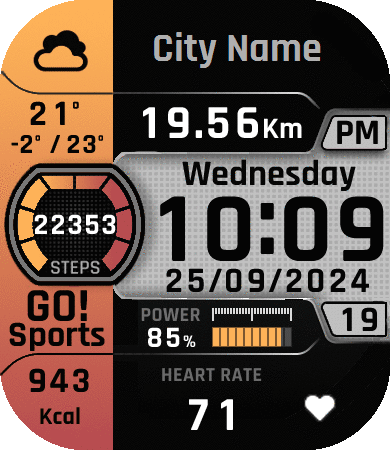 City Name
21°
-2° / 23°
19.56Km
PM
Wednesday
10:09
25/09/2024
22353
STEPS
GO!
Sports
POWER
85%
19
943
Kcal
HEART RATE
71